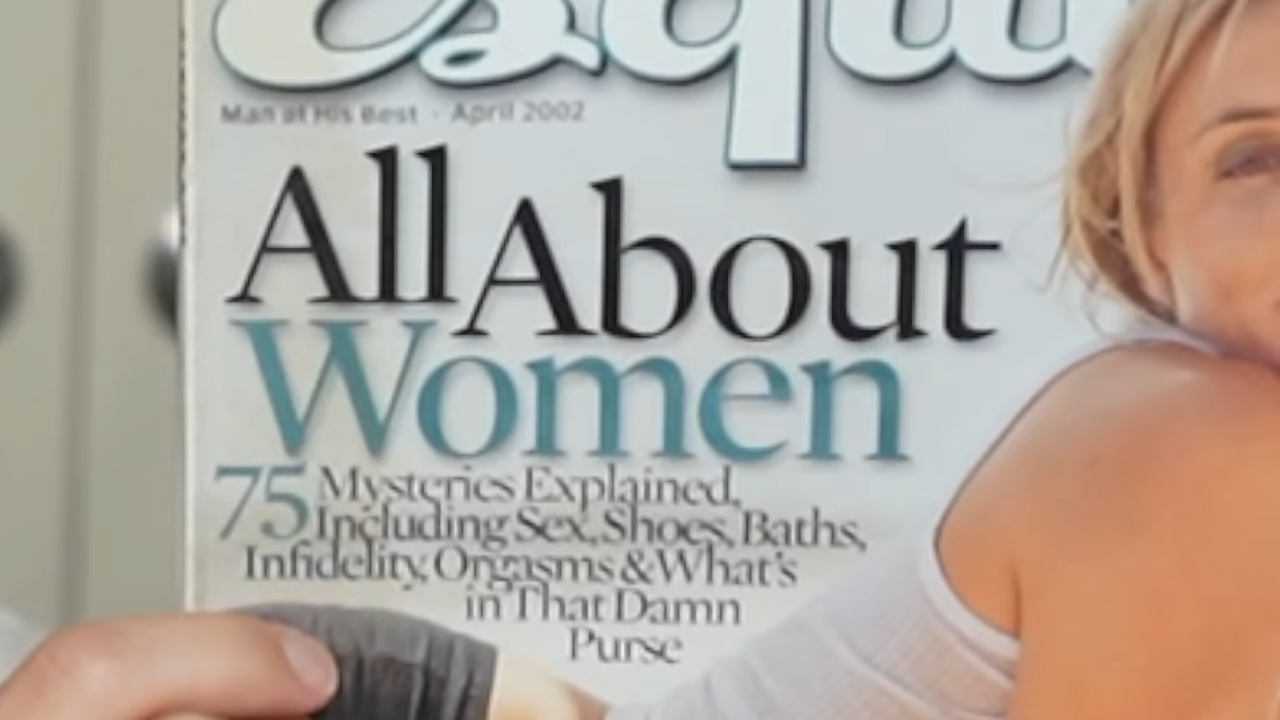 Esqui
Man at His Best · April 2002
All About
Women
75 Mysteries Explained,
Including Sex, Shoes, Baths,
Infidelity, Orgasms & What's
in That Damn
Purse